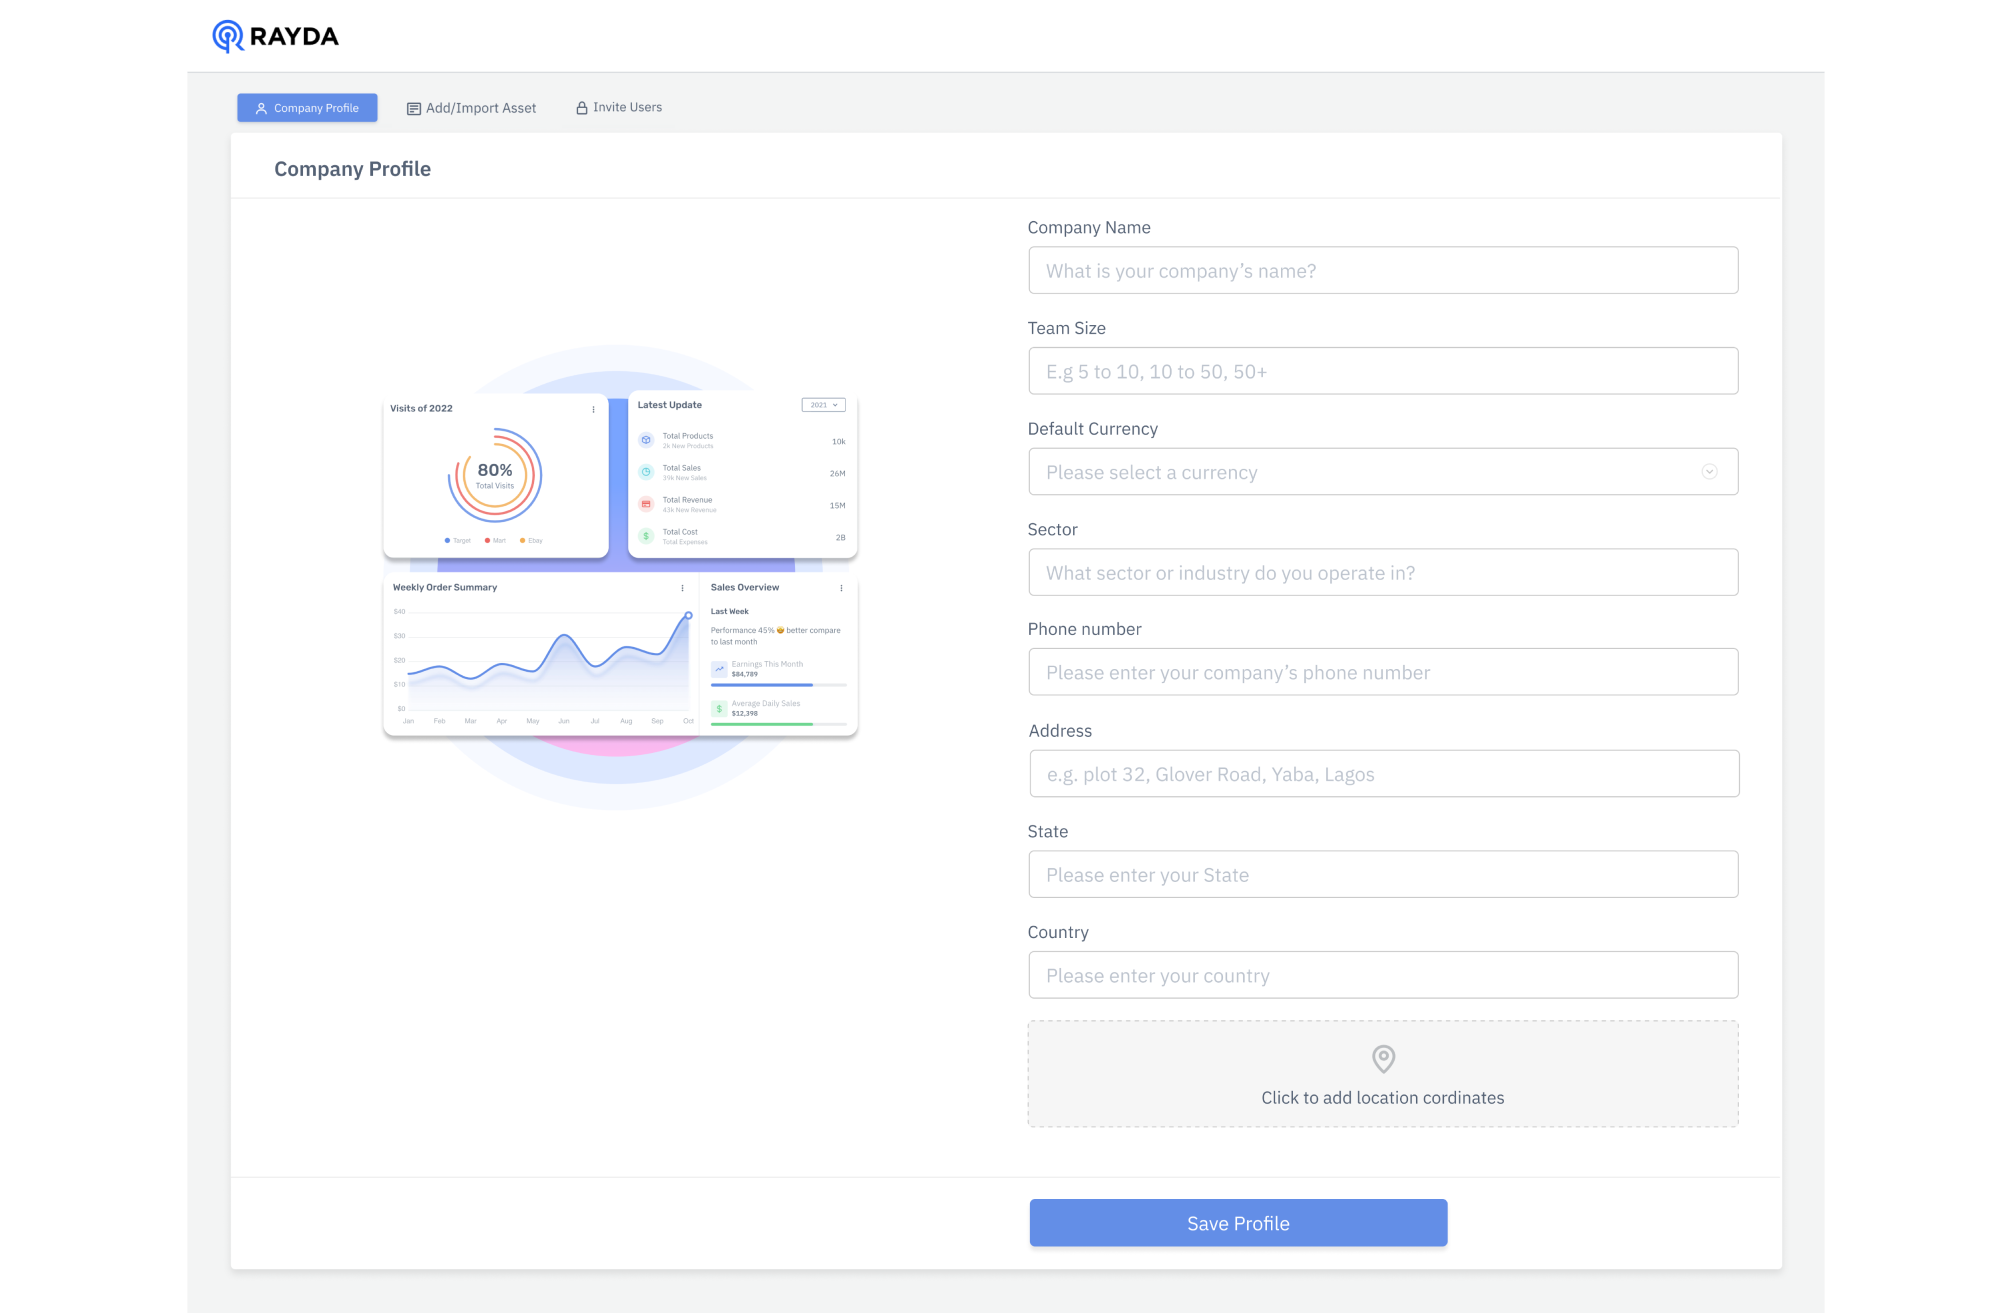 RAYDA
Company Profile
Add/Import Asset
Invite Users
Company Profile
Visits of 2022
80%
Total Visits
Target
Mart
Ebay
Latest Update
2021
Total Products
2k New Products
10k
Total Sales
39k New Sales
26M
Total Revenue
43k New Revenue
15M
Total Cost
Total Expenses
2B
Weekly Order Summary
$40
$30
$20
$10
$0
Jan Feb Mar Apr May Jun Jul Aug Sep Oct
Sales Overview
Last Week
Performance 45% 🤩 better compare
to last month
Earnings This Month
$84,789
$
Average Daily Sales
$12,398
Company Name
What is your company’s name?
Team Size
E.g 5 to 10, 10 to 50, 50+
Default Currency
Please select a currency
Sector
What sector or industry do you operate in?
Phone number
Please enter your company’s phone number
Address
e.g. plot 32, Glover Road, Yaba, Lagos
State
Please enter your State
Country
Please enter your country
Click to add location cordinates
Save Profile